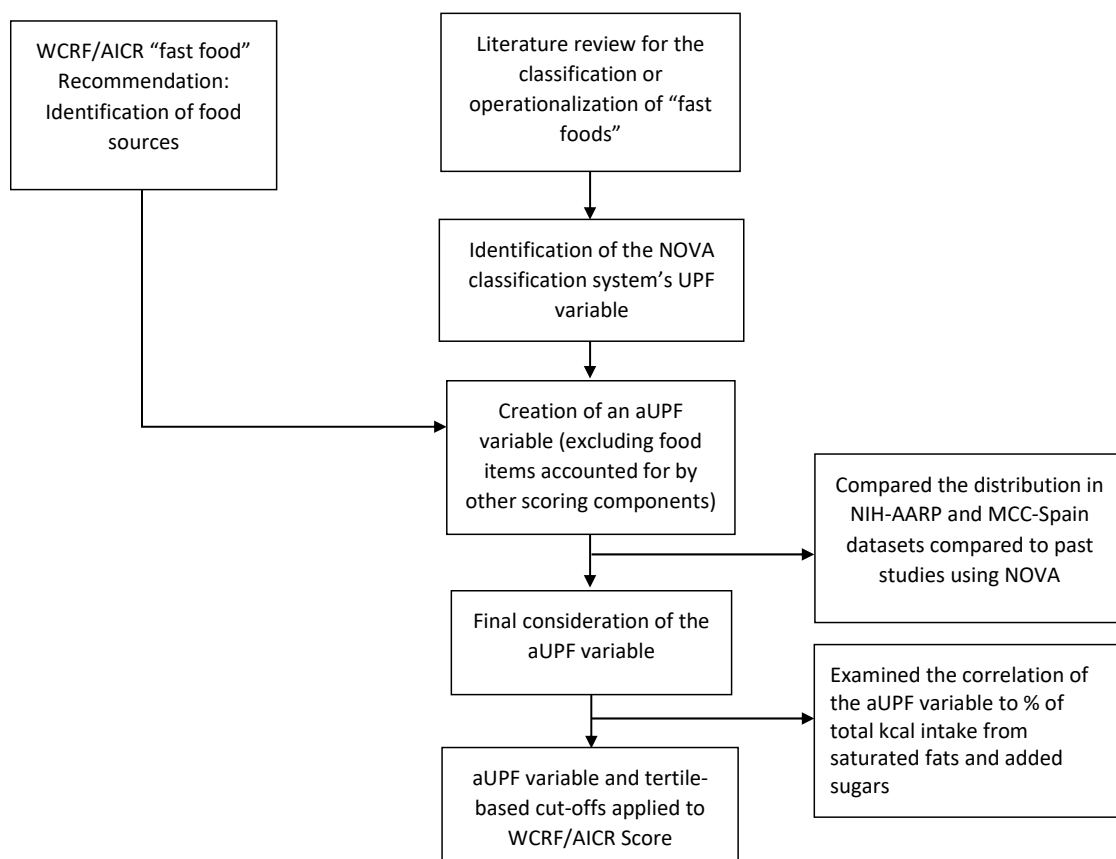 WCRF/AICR “fast food”
Recommendation:
Identification of food
sources
Literature review for the
classification or
operationalization of “fast
foods”
Identification of the NOVA
classification system’s UPF
variable
Creation of an aUPF
variable (excluding food
items accounted for by
other scoring components)
Compared the distribution in
NIH-AARP and MCC-Spain
datasets compared to past
studies using NOVA
Final consideration of the
aUPF variable
Examined the correlation of
the aUPF variable to % of
total kcal intake from
saturated fats and added
sugars
aUPF variable and tertile-
based cut-offs applied to
WCRF/AICR Score